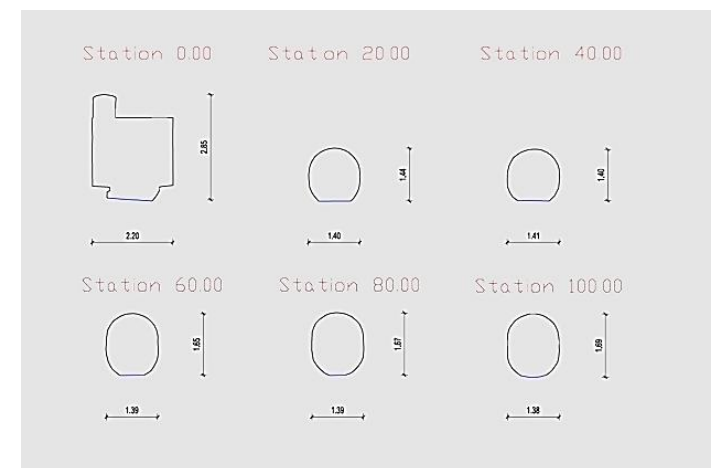 Station 0.00
Station 20.00
Station 40.00
2.85
1.44
1.40
2.20
1.40
1.41
Station 60.00
Station 80.00
Station 100.00
1.65
1.67
1.69
1.39
1.39
1.38